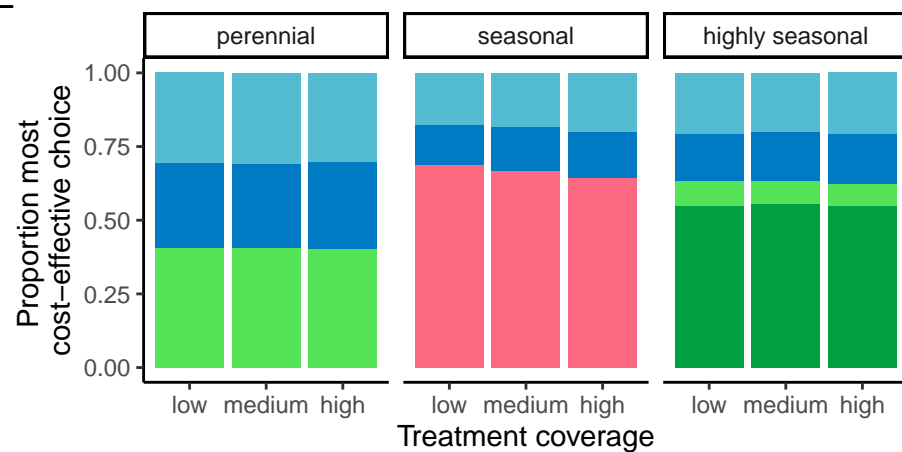 perennial seasonal highly seasonal
Proportion most
cost−effective choice
1.00
0.75
0.50
0.25
0.00
low medium high low medium high low medium high
Treatment coverage